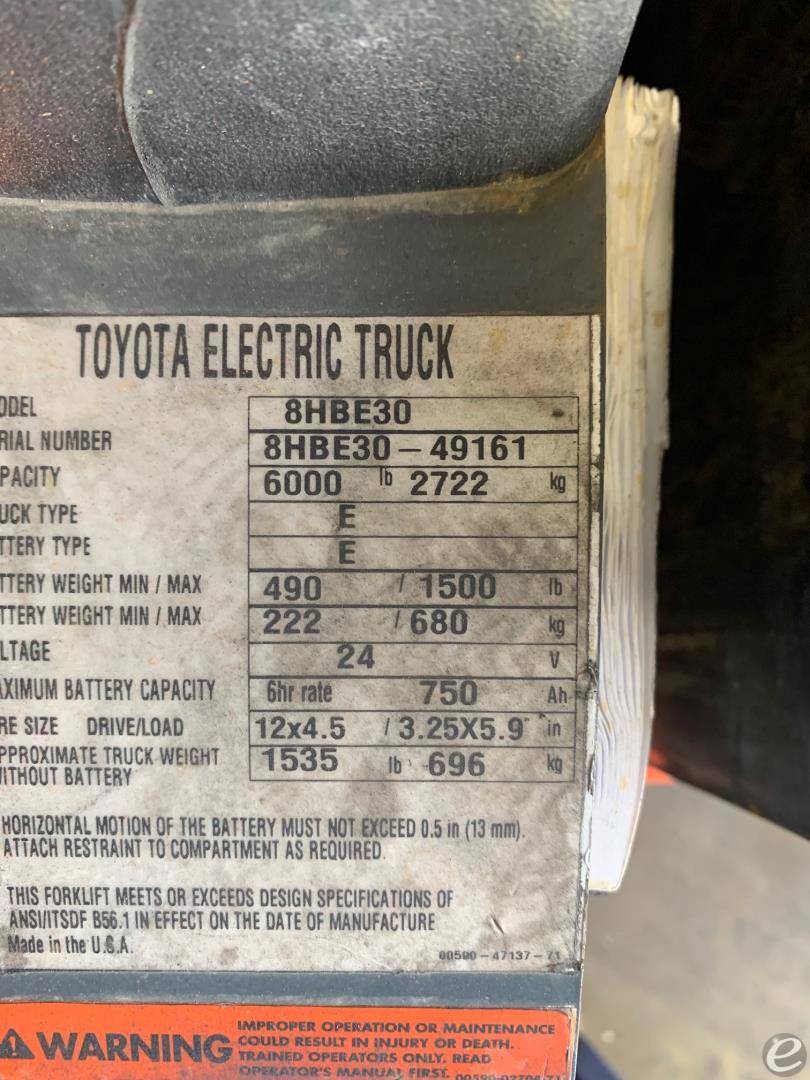 TOYOTA ELECTRIC TRUCK
ODEL 8HBE30
RIAL NUMBER 8HBE30-49161
PACITY 6000 lb 2722 kg
UCK TYPE E
TTERY TYPE E
TTERY WEIGHT MIN / MAX 490 / 1500 lb
TTERY WEIGHT MIN / MAX 222 / 680 kg
LTAGE 24 V
AXIMUM BATTERY CAPACITY 6hr rate 750 Ah
RE SIZE DRIVE/LOAD 12x4.5 / 3.25X5.9 in
PPROXIMATE TRUCK WEIGHT
WITHOUT BATTERY 1535 lb 696 kg
HORIZONTAL MOTION OF THE BATTERY MUST NOT EXCEED 0.5 in (13 mm).
ATTACH RESTRAINT TO COMPARTMENT AS REQUIRED.
THIS FORKLIFT MEETS OR EXCEEDS DESIGN SPECIFICATIONS OF
ANSI/ITSDF B56.1 IN EFFECT ON THE DATE OF MANUFACTURE
Made in the U.S.A.
00590-47137-71
WARNING
IMPROPER OPERATION OR MAINTENANCE
COULD RESULT IN INJURY OR DEATH.
TRAINED OPERATORS ONLY. READ
OPERATOR'S MANUAL FIRST. 00590-02704-71
e